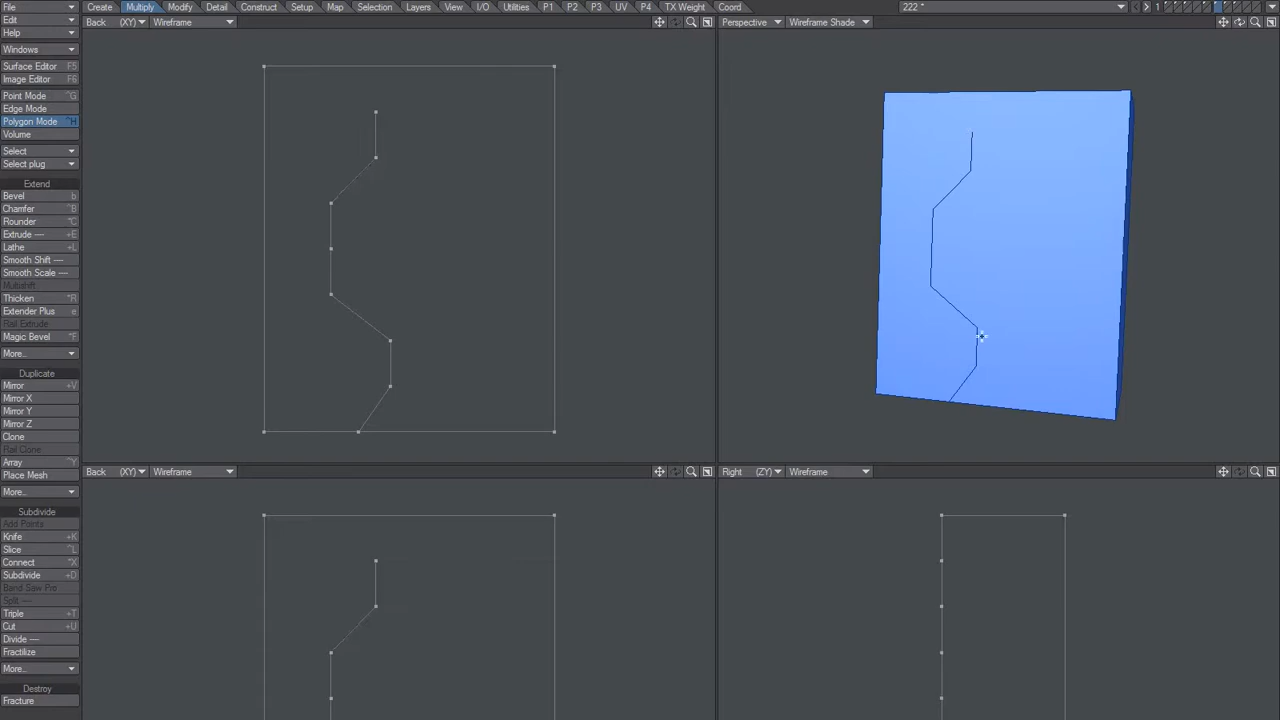 File Create Multiply Detail Construct Setup Map Selection Layers View I/O Utilities P1 P2 P3 UV P4 TX Weight Coord 222 * 1
Edit Back (XY) Wireframe Perspective Wireframe Shade
Help
Windows
Surface Editor F5
Image Editor F6
Point Mode ^G
Edge Mode
Polygon Mode ^H
Volume
Select
Select plug
Extend
Bevel b
Chamfer ^B
Rounder ^C
Extrude --- +E
Lathe +L
Smooth Shift ---
Smooth Scale ---
Multishift
Thicken *R
Extender Plus e
Rail Extrude
Magic Bevel *F
More...
Duplicate
Mirror +V
Mirror X
Mirror Y
Mirror Z
Clone
Rail Clone
Array ^Y
Place Mesh
Back (XY) Wireframe Right (ZY) Wireframe
More...
Subdivide
Add Points
Knife +K
Slice ^L
Connect *X
Subdivide +D
Band Saw Pro
Split ---
Triple +T
Cut +U
Divide ---
Fractilize
More...
Destroy
Fracture